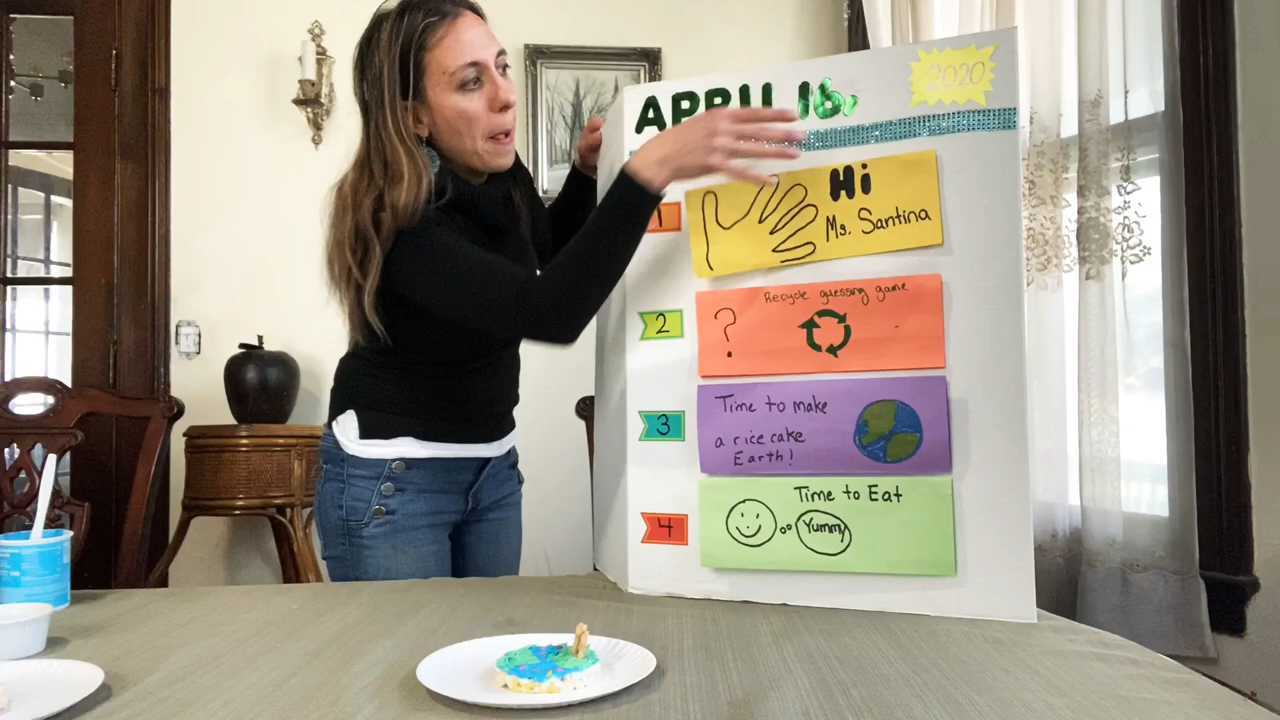 APRIL 16,
2020
1
Hi
Ms. Santina
2
Recycle guessing game
?
3
Time to make
a rice cake
Earth!
4
Time to Eat
Yummy